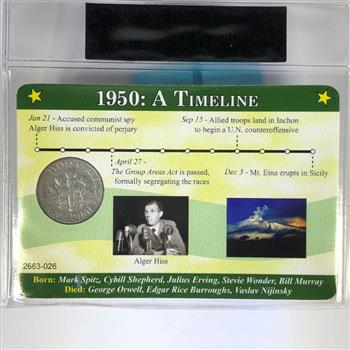 1950: A TIMELINE
Jan 21 - Accused communist spy
Alger Hiss is convicted of perjury
Sep 15 - Allied troops land in Inchon
to begin a U.N. counteroffensive
April 27 -
The Group Areas Act is passed,
formally segregating the races
Dec 3 - Mt. Etna erupts in Sicily
Alger Hiss
2663-026
Born: Mark Spitz, Cybill Shepherd, Julius Erving, Stevie Wonder, Bill Murray
Died: George Orwell, Edgar Rice Burroughs, Vaslav Nijinsky